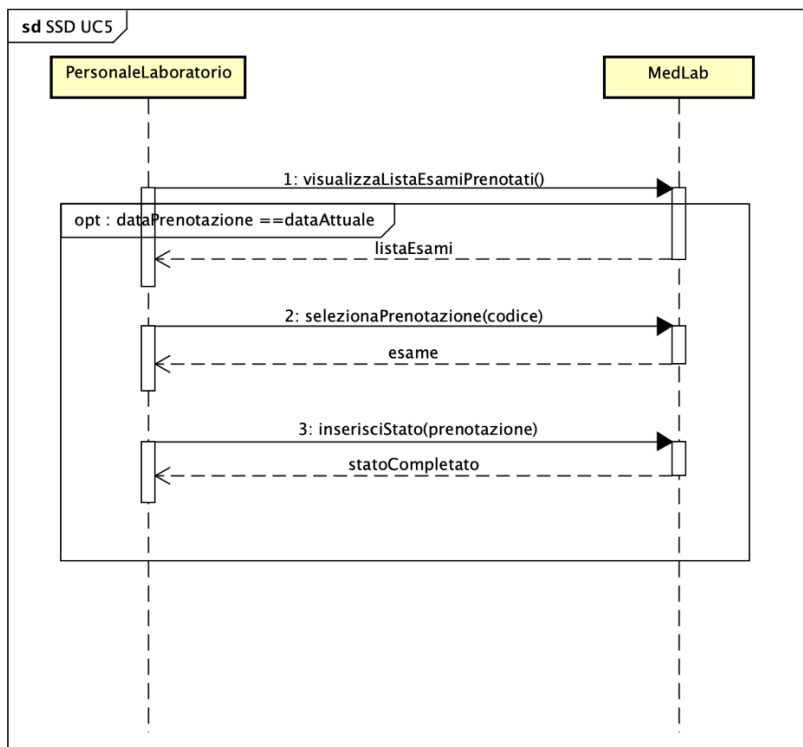 sd SSD UC5
PersonaleLaboratorio
MedLab
1: visualizzaListaEsamiPrenotati()
opt : dataPrenotazione ==dataAttuale
listaEsami
2: selezionaPrenotazione(codice)
esame
3: inserisciStato(prenotazione)
statoCompletato